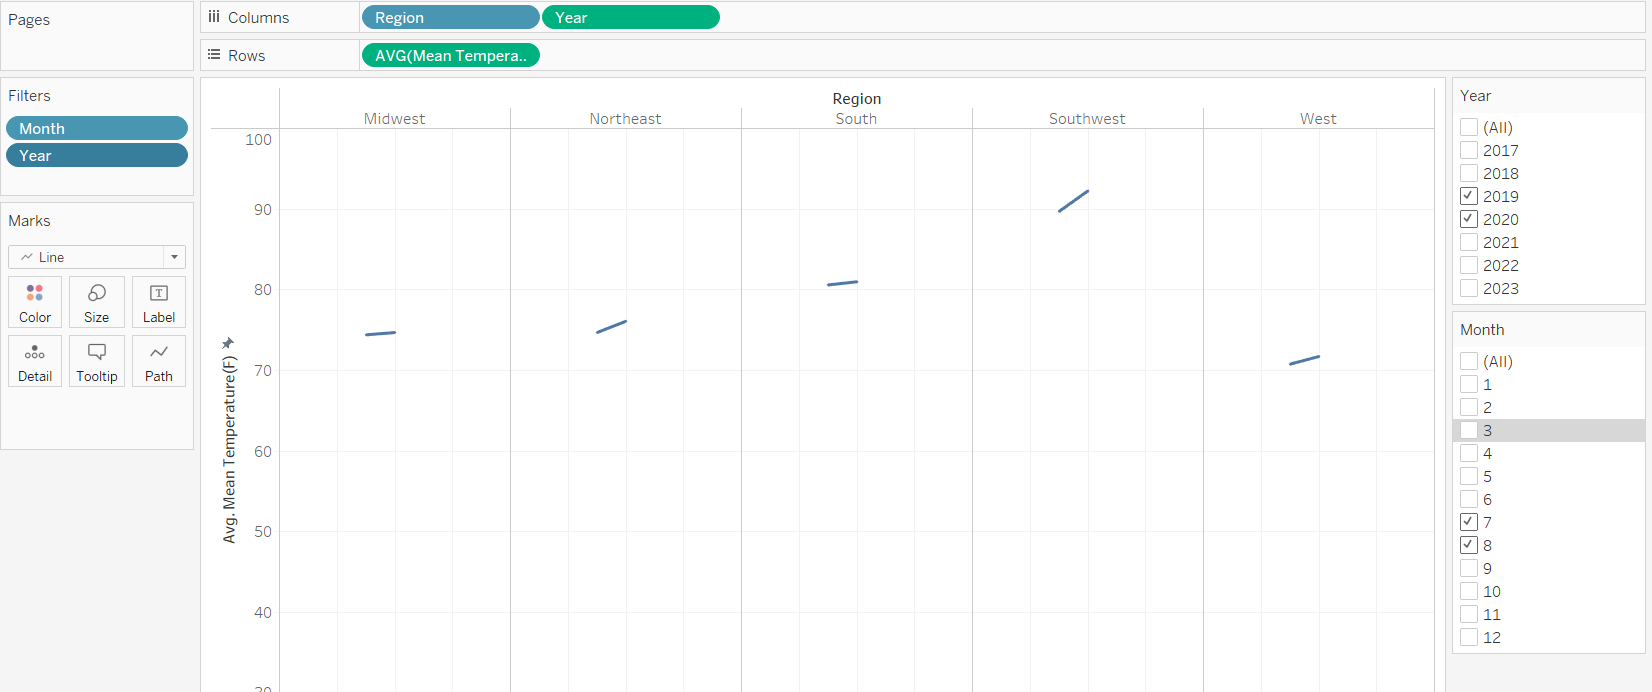 Pages
Columns
Region
Year
Rows
AVG(Mean Tempera..
Filters
Month
Year
Marks
Line
Color
Size
Label
Detail
Tooltip
Path
Region
Midwest
Northeast
South
Southwest
West
Avg. Mean Temperature(F)
100
90
80
70
60
50
40
30
Year
(All)
2017
2018
2019
2020
2021
2022
2023
Month
(All)
1
2
3
4
5
6
7
8
9
10
11
12